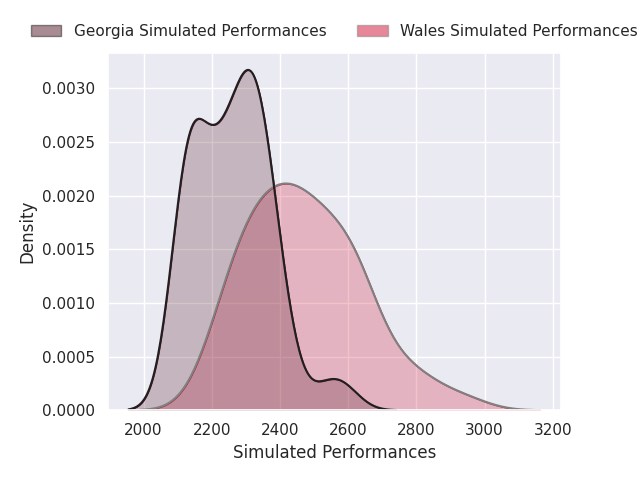 Georgia Simulated Performances Wales Simulated Performances
0.0030
0.0025
0.0020
0.0015
0.0010
0.0005
0.0000
Density
2000 2200 2400 2600 2800 3000 3200
Simulated Performances